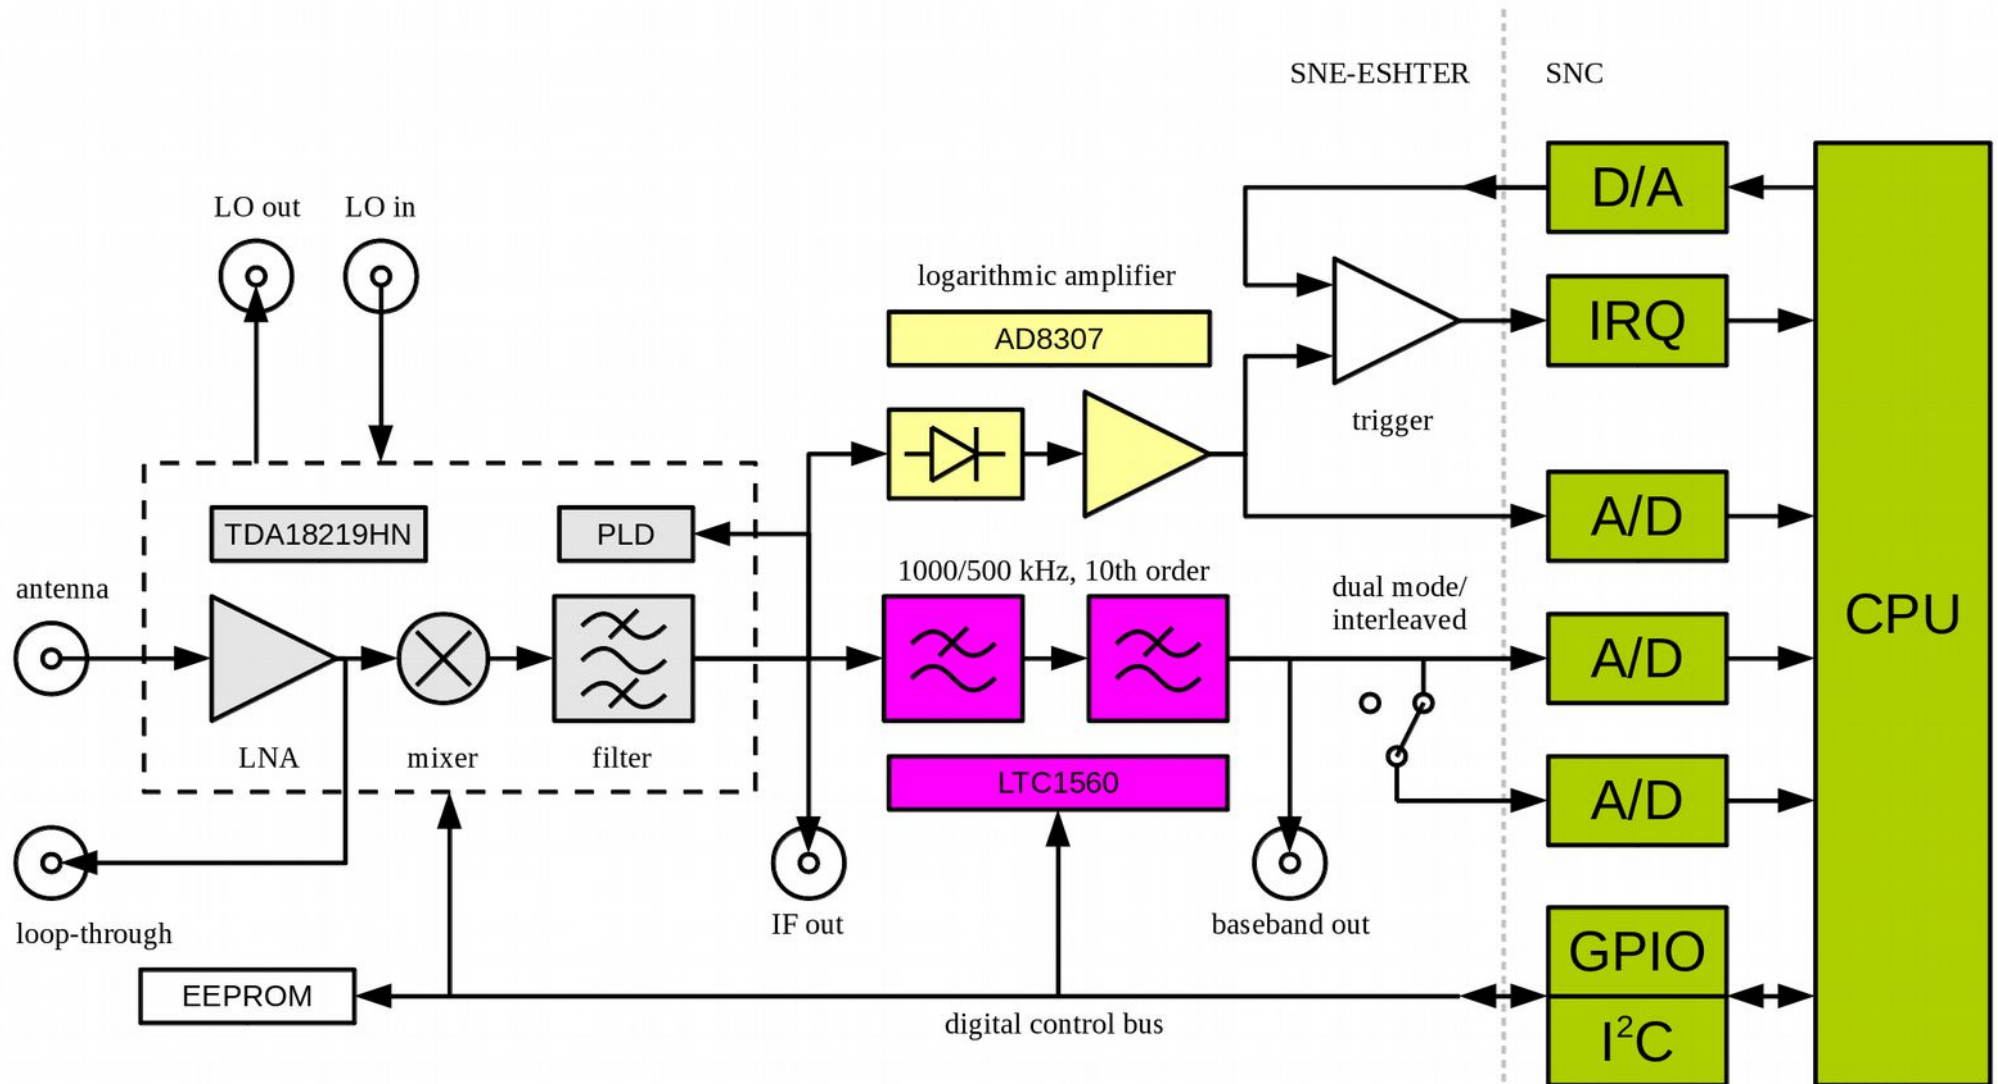 SNE-ESHTER
SNC
D/A
LO out
LO in
logarithmic amplifier
IRQ
AD8307
trigger
TDA18219HN
PLD
A/D
antenna
1000/500 kHz, 10th order
dual mode/
interleaved
CPU
A/D
LNA
mixer
filter
LTC1560
A/D
loop-through
IF out
baseband out
GPIO
EEPROM
digital control bus
I²C